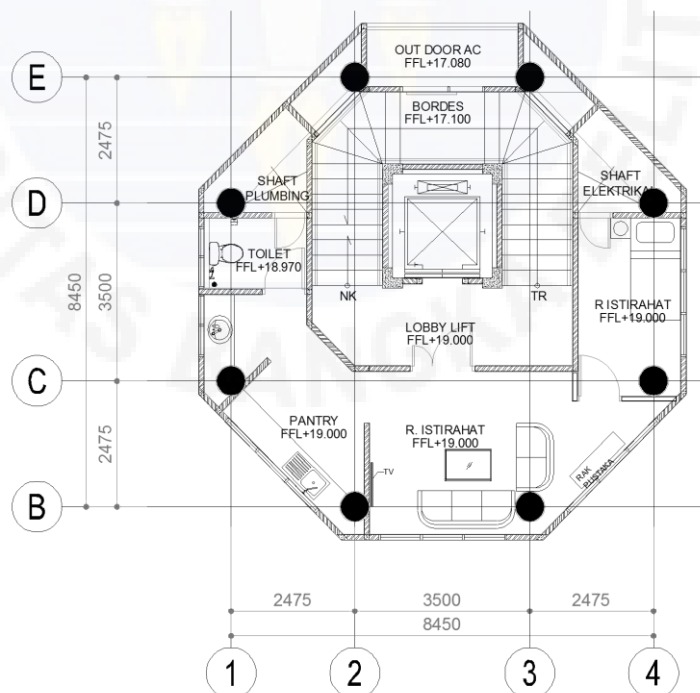 OUT DOOR AC
FFL+17.080
E
BORDES
FFL+17.100
2475
SHAFT
PLUMBING
SHAFT
ELEKTRIKAL
D
TOILET
FFL+18.970
8450
3500
NK
TR
R ISTIRAHAT
FFL+19.000
LOBBY LIFT
FFL+19.000
C
PANTRY
FFL+19.000
R. ISTIRAHAT
FFL+19.000
2475
TV
RAK
PUSTAKA
B
2475
3500
2475
8450
1
2
3
4